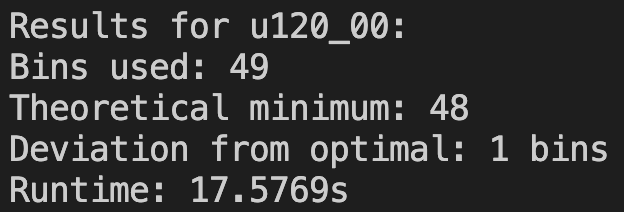 Results for u120_00:
Bins used: 49
Theoretical minimum: 48
Deviation from optimal: 1 bins
Runtime: 17.5769s